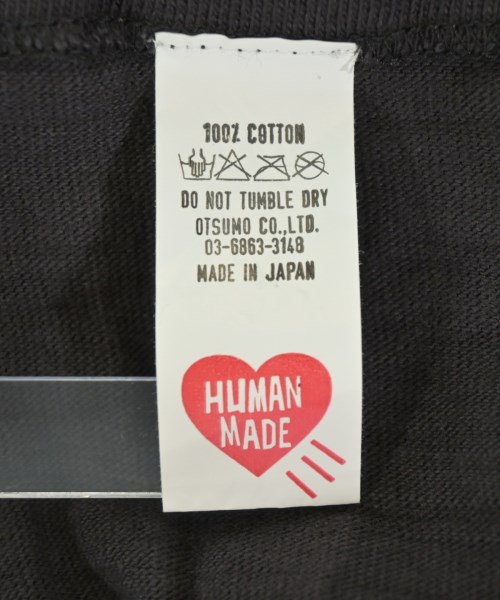 100% COTTON
DO NOT TUMBLE DRY
OTSUMO CO.,LTD.
03-6863-3148
MADE IN JAPAN
HUMAN
MADE